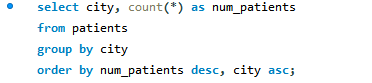 select city, count(*) as num_patients
from patients
group by city
order by num_patients desc, city asc;